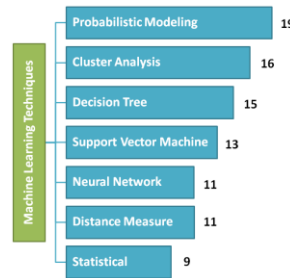 Machine Learning Techniques
Probabilistic Modeling 19
Cluster Analysis 16
Decision Tree 15
Support Vector Machine 13
Neural Network 11
Distance Measure 11
Statistical 9